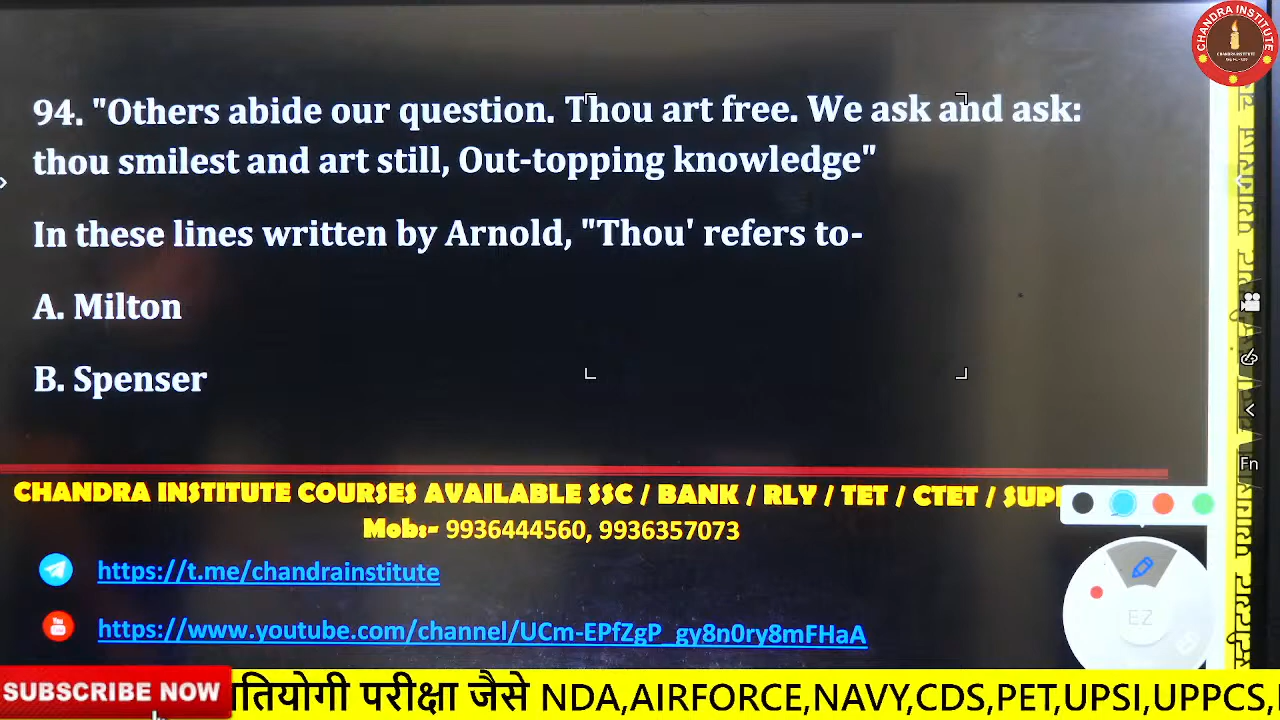 CHANDRA INSTITUTE
94. "Others abide our question. Thou art free. We ask and ask:
thou smilest and art still, Out-topping knowledge"
In these lines written by Arnold, "Thou' refers to-
A. Milton
B. Spenser
Fn
CHANDRA INSTITUTE COURSES AVAILABLE SSC / BANK / RLY / TET / CTET / SUP
Mob:- 9936444560, 9936357073
https://t.me/chandrainstitute
https://www.youtube.com/channel/UCm-EPfZgP_gy8n0ry8mFHaA
EZ
SUBSCRIBE NOW
तियोगी परीक्षा जैसे NDA,AIRFORCE,NAVY,CDS,PET,UPSI,UPPCS,